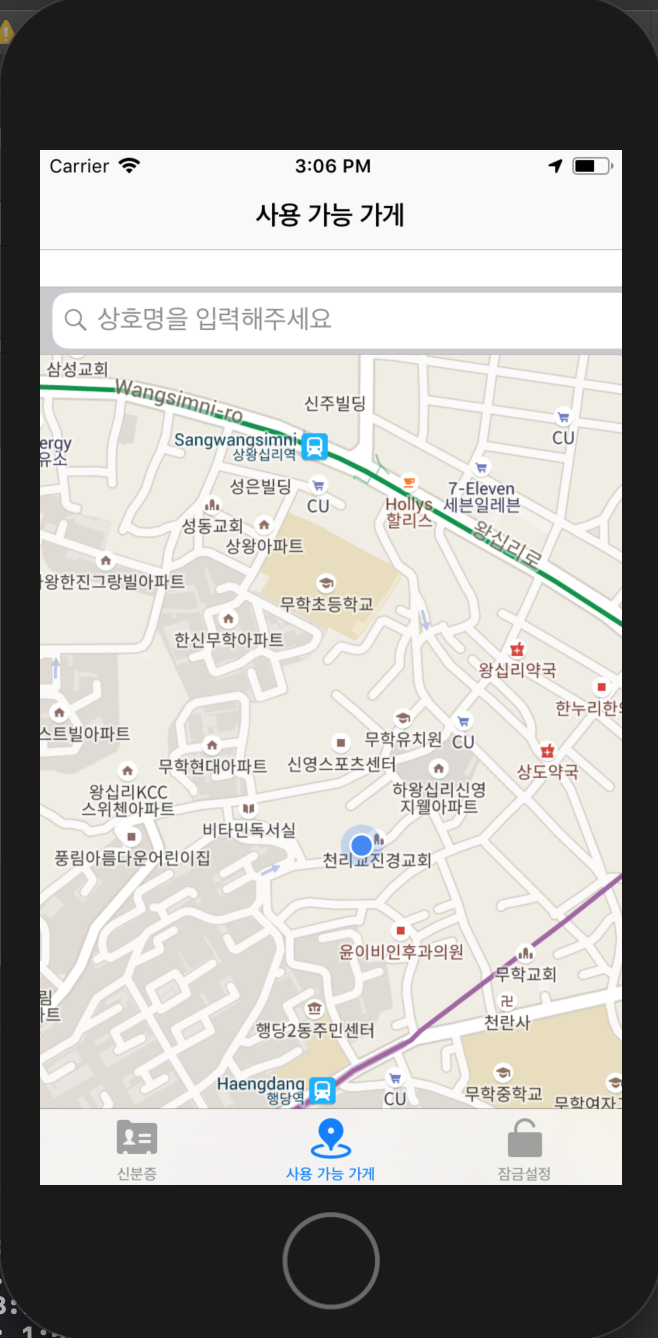 Carrier
3:06 PM
사용 가능 가게
상호명을 입력해주세요
삼성교회
Wangsimni-ro
신주빌딩
CU
ergy
유소
Sangwangsimni
상왕십리역
성은빌딩
CU
Hollys
할리스
7-Eleven
세븐일레븐
성동교회
상왕아파트
왕십리로
왕한진그랑빌아파트
무학초등학교
한신무학아파트
왕십리약국
한누리한의
스트빌아파트
무학유치원
CU
무학현대아파트
신영스포츠센터
상도약국
왕십리KCC
스위첸아파트
하왕십리신영
지웰아파트
비타민독서실
풍림아름다운어린이집
천리교진경교회
윤이비인후과의원
무학교회
림
트
천란사
행당2동주민센터
Haengdang
행당역
CU
무학중학교
무학여자고
신분증
사용 가능 가게
잠금설정